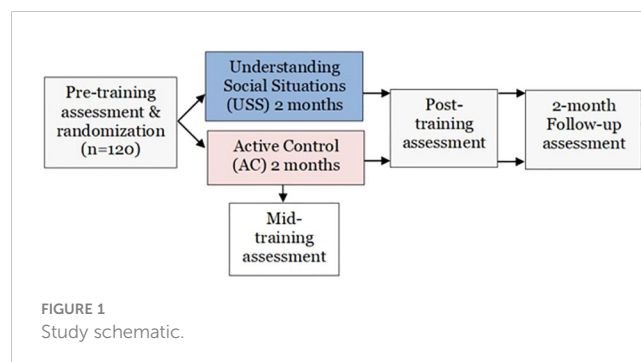 Pre-training
assessment &
randomization
(n=120)
Understanding
Social Situations
(USS) 2 months
Active Control
(AC) 2 months
Mid-
training
assessment
Post-
training
assessment
2-month
Follow-up
assessment
FIGURE 1
Study schematic.